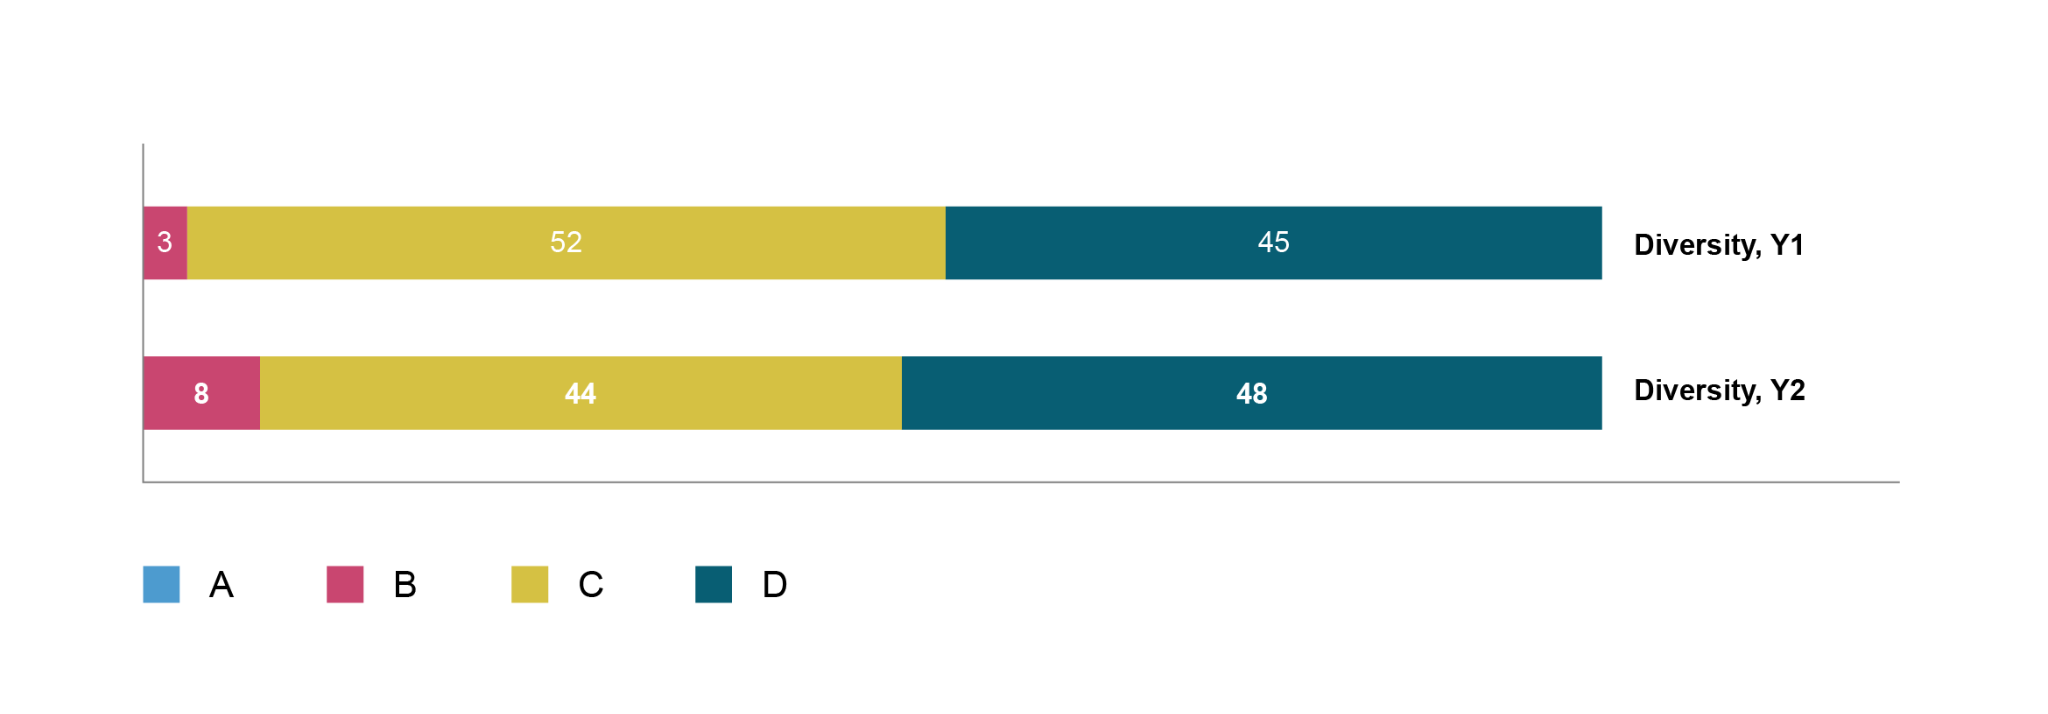 3 52 45 Diversity, Y1
8 44 48 Diversity, Y2
A B C D